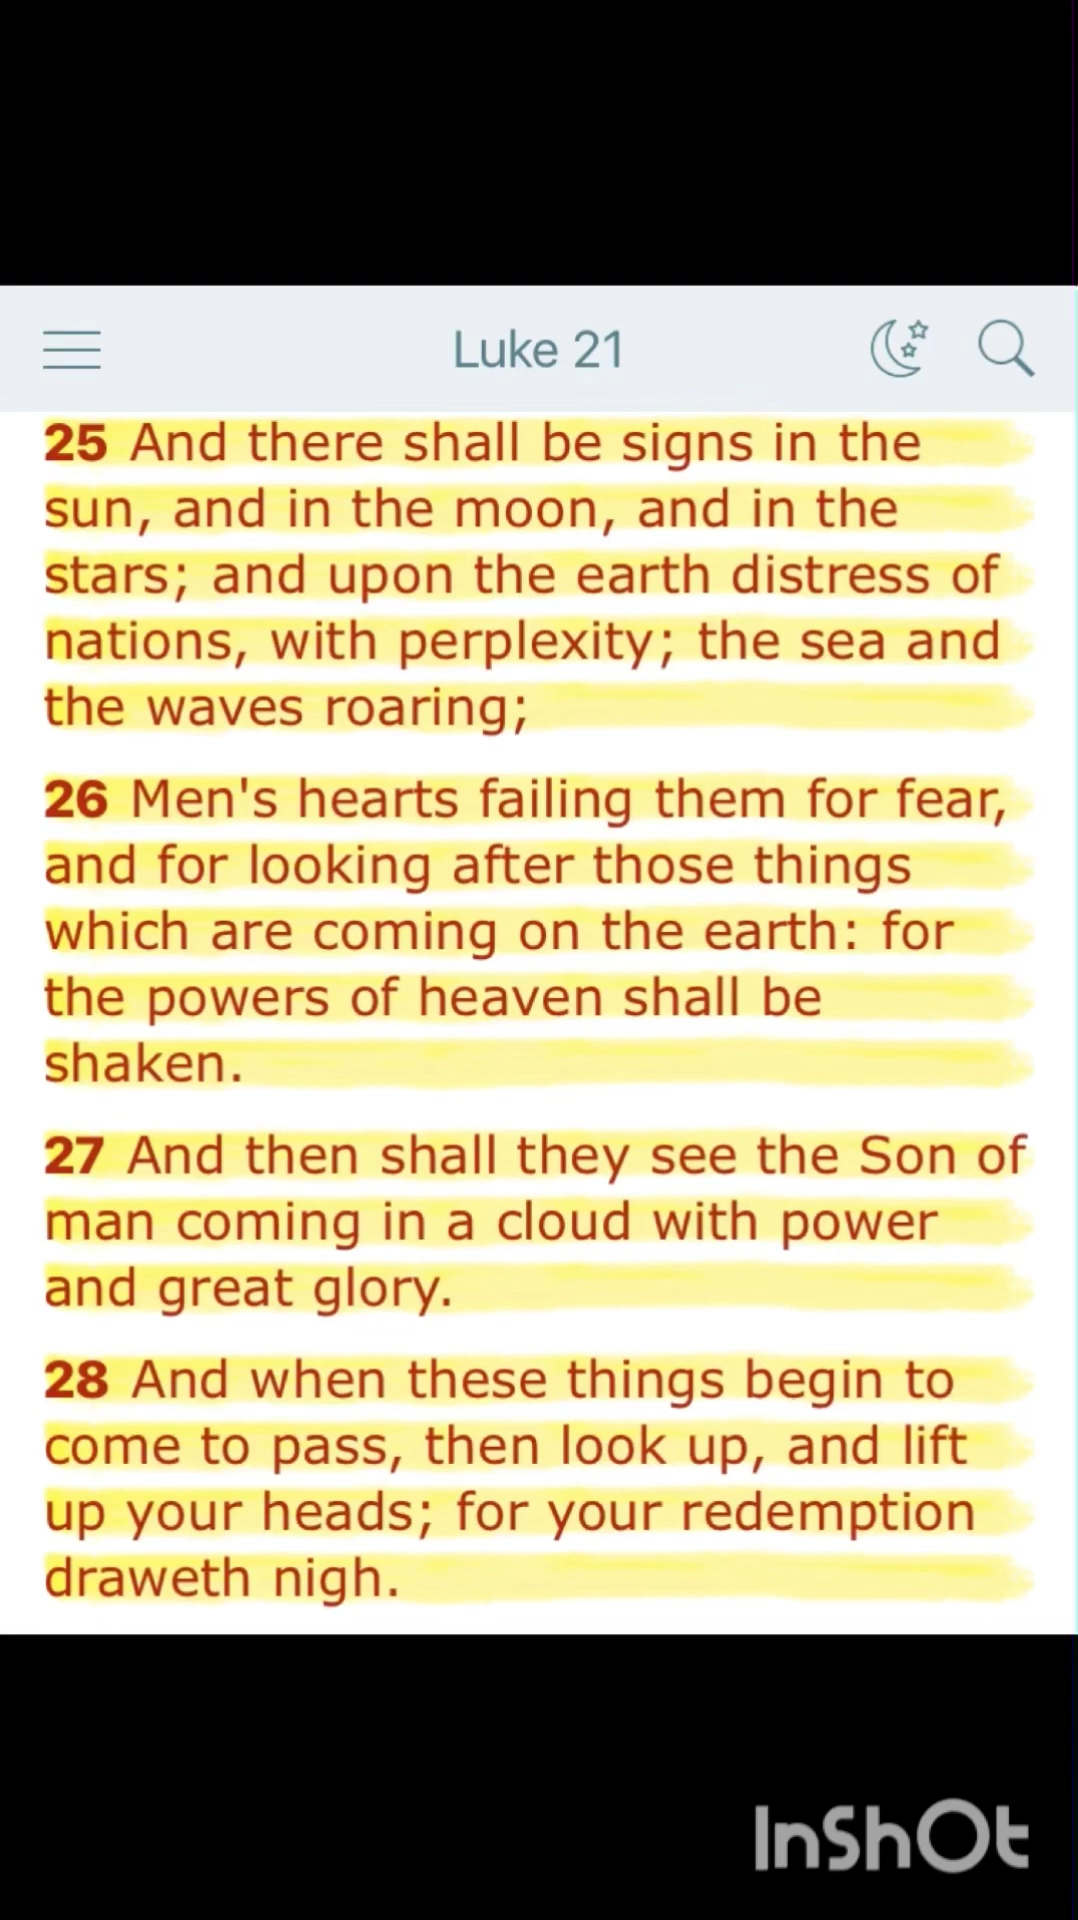 Luke 21
25 And there shall be signs in the
sun, and in the moon, and in the
stars; and upon the earth distress of
nations, with perplexity; the sea and
the waves roaring;
26 Men's hearts failing them for fear,
and for looking after those things
which are coming on the earth: for
the powers of heaven shall be
shaken.
27 And then shall they see the Son of
man coming in a cloud with power
and great glory.
28 And when these things begin to
come to pass, then look up, and lift
up your heads; for your redemption
draweth nigh.
InShOt